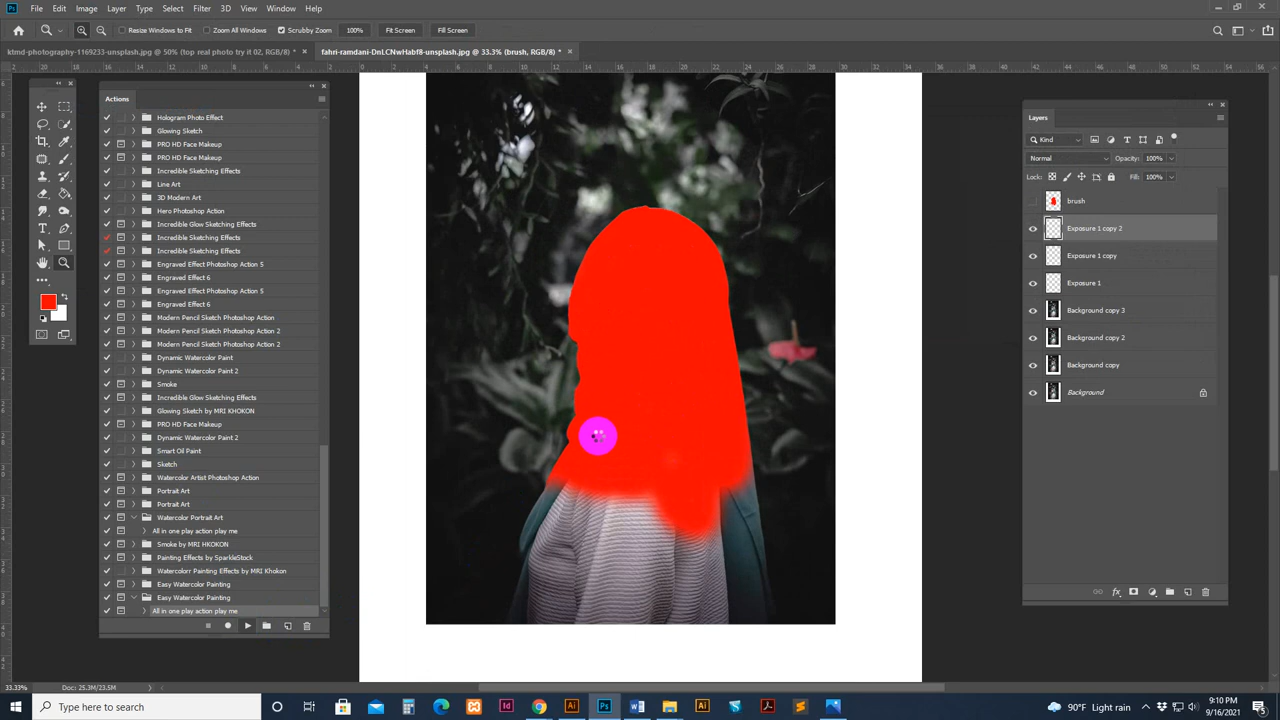 File Edit Image Layer Type Select Filter 3D View Plugins Window Help
Resize Windows to Fit Zoom All Windows Scrubby Zoom 100% Fit Screen Fill Screen
ktmd-photography-1169233-unsplash.jpg @ 50% (top real photo try it 02, RGB/8) * ×
fahri-ramdani-DnLCNwHabf8-unsplash.jpg @ 33.3% (brush, RGB/8) * ×
Actions
Hologram Photo Effect
Glowing Sketch
PRO HD Face Makeup
PRO HD Face Makeup
Incredible Sketching Effects
Line Art
3D Modern Art
Hero Photoshop Action
Incredible Glow Sketching Effects
Incredible Sketching Effects
Incredible Sketching Effects
Engraved Effect Photoshop Action 5
Engraved Effect 6
Engraved Effect Photoshop Action 5
Engraved Effect 6
Modern Pencil Sketch Photoshop Action
Modern Pencil Sketch Photoshop Action 2
Modern Pencil Sketch Photoshop Action 2
Dynamic Watercolor Paint
Dynamic Watercolor Paint 2
Smoke
Incredible Glow Sketching Effects
Glowing Sketch by MRI KHOKON
PRO HD Face Makeup
Dynamic Watercolor Paint 2
Smart Oil Paint
Sketch
Watercolor Artist Photoshop Action
Portrait Art
Portrait Art
Watercolor Portrait Art
All in one play action play me
Smoke by MRI HKOKON
Painting Effects by SparkleStock
Watercolorr Painting Effects by MRI Khokon
Easy Watercolor Painting
Easy Watercolor Painting
All in one play action play me
Layers
Kind
Normal Opacity: 100%
Lock: Fill: 100%
brush
Exposure 1 copy 2
Exposure 1 copy
Exposure 1
Background copy 3
Background copy 2
Background copy
Background
33.33% Doc: 25.3M/23.5M
Type here to search
90°F Light rain
9:10 PM
9/16/2021